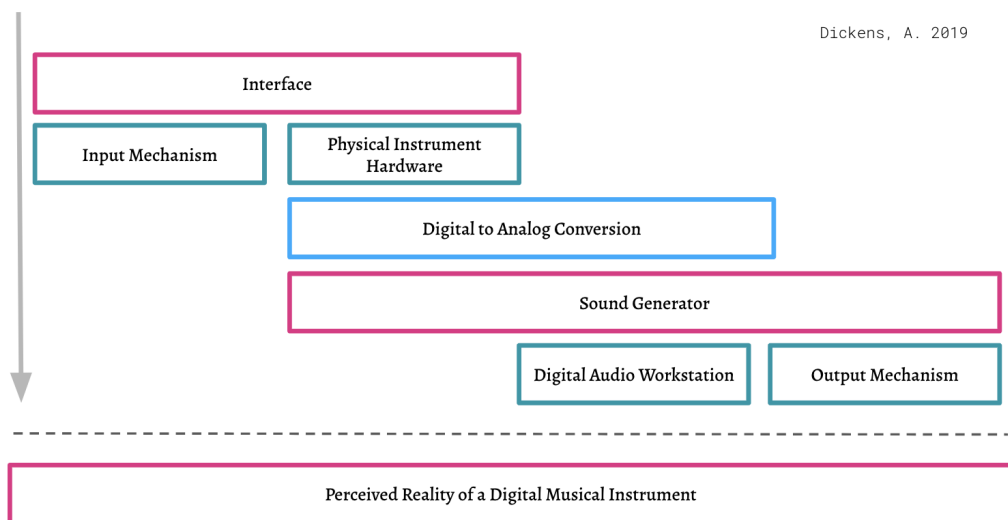 Dickens, A. 2019
Interface
Input Mechanism
Physical Instrument
Hardware
Digital to Analog Conversion
Sound Generator
Digital Audio Workstation
Output Mechanism
Perceived Reality of a Digital Musical Instrument